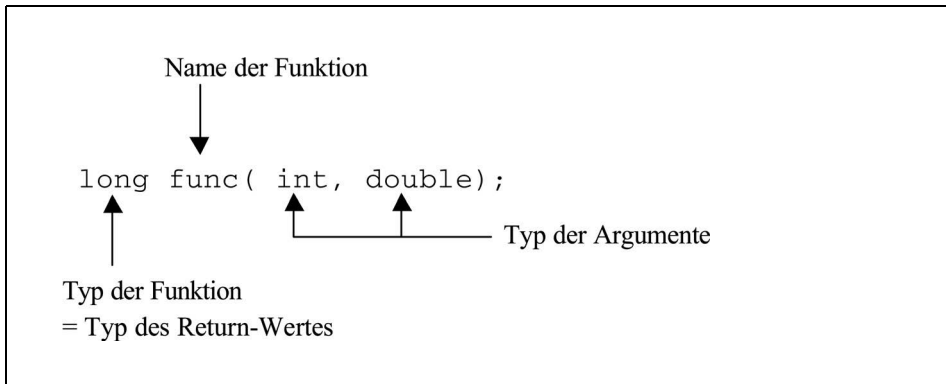 Name der Funktion
long func( int, double);
Typ der Argumente
Typ der Funktion
= Typ des Return-Wertes